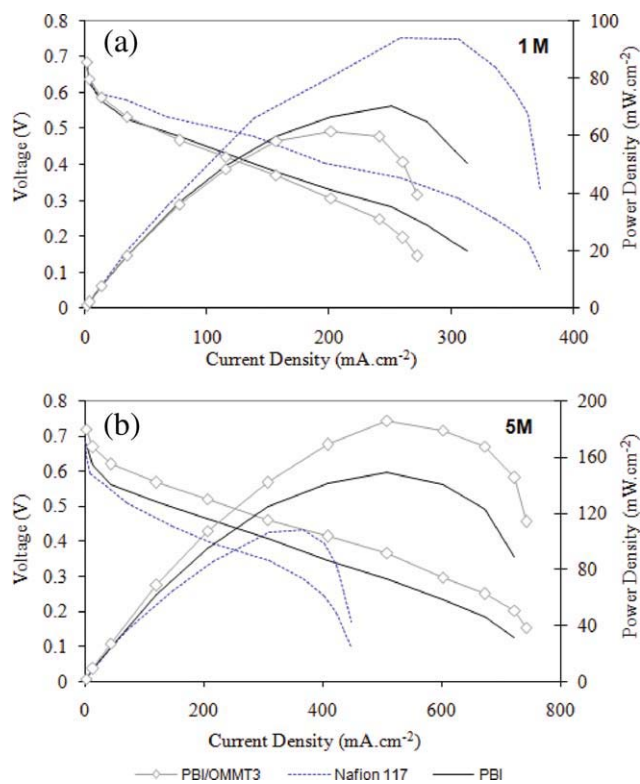 (a)
1 M
Voltage (V)
0.8
0.7
0.6
0.5
0.4
0.3
0.2
0.1
0
100
80
60
40
20
0
Power Density (mW.cm⁻²)
0 100 200 300 400
Current Density (mA.cm⁻²)
(b)
5M
Voltage (V)
0.8
0.7
0.6
0.5
0.4
0.3
0.2
0.1
0
200
160
120
80
40
0
Power Density (mW.cm⁻²)
0 200 400 600 800
Current Density (mA.cm⁻²)
PBI/OMMT3 Nafion 117 PBI